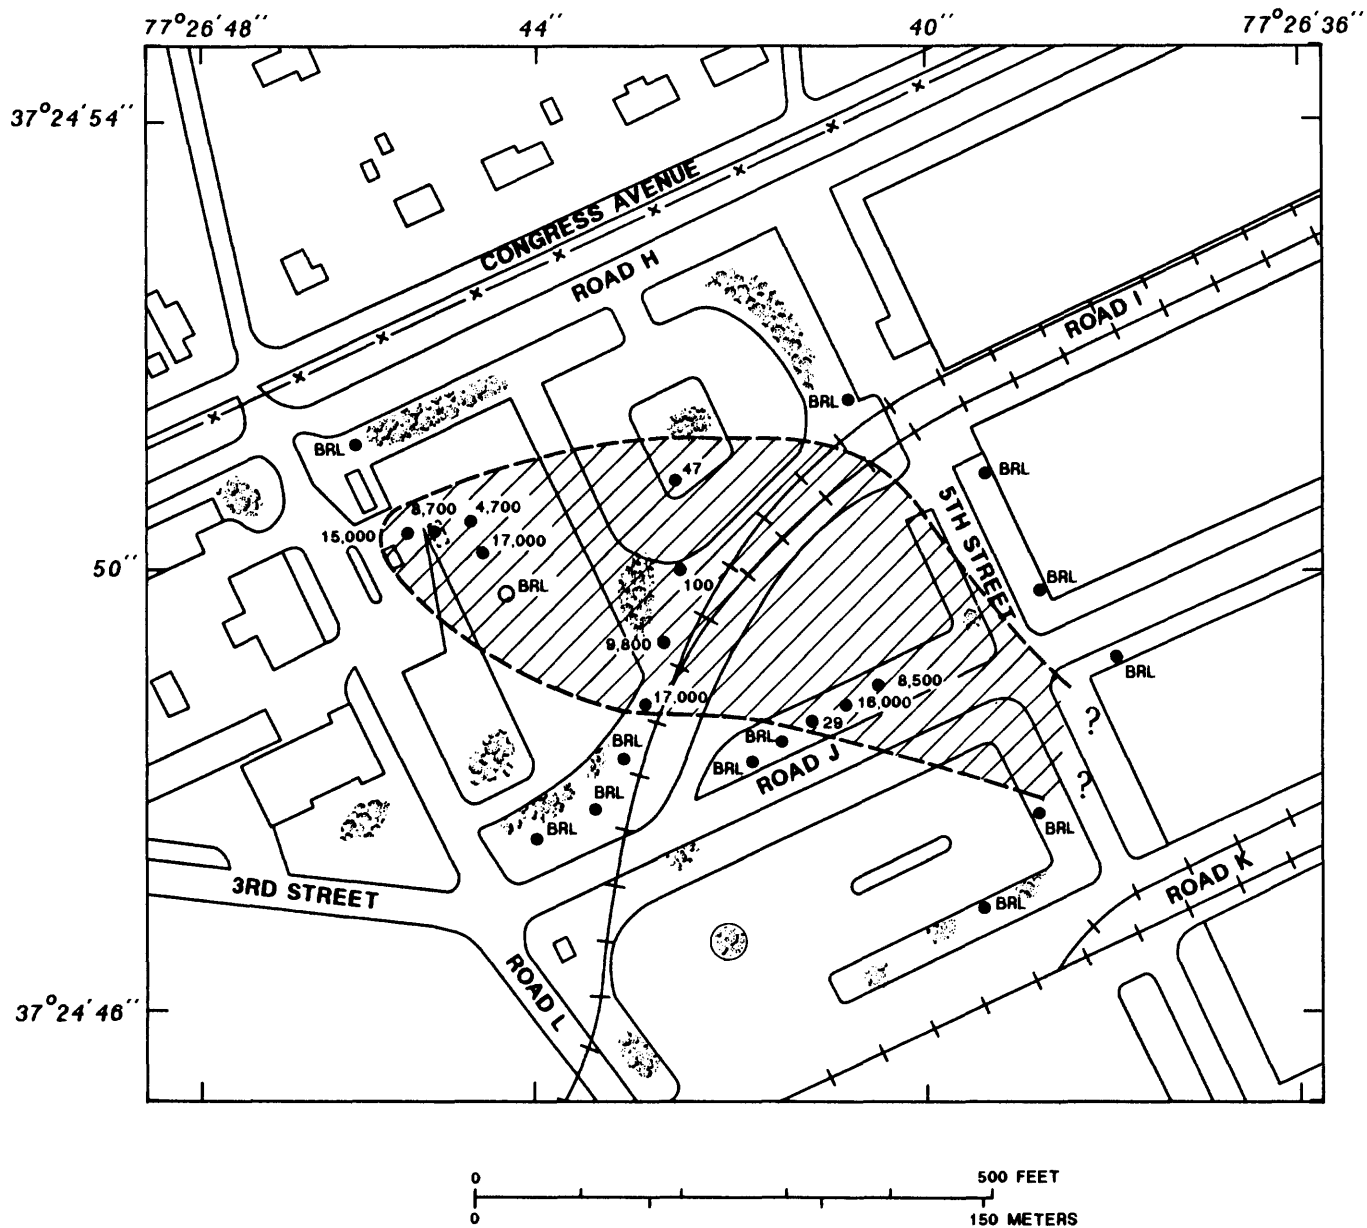 77°26'48" 44" 40" 77°26'36"
37°24'54"
CONGRESS AVENUE
ROAD H
ROAD I
BRL
BRL
47
BRL
8,700 4,700
15,000 17,000
5TH STREET
50"
BRL
100
BRL
9,800
BRL
8,500
17,000
16,000
29
?
BRL BRL
BRL
ROAD J
?
BRL
BRL
BRL
ROAD K
3RD STREET
BRL
ROAD L
37°24'46"
0 500 FEET
0 150 METERS